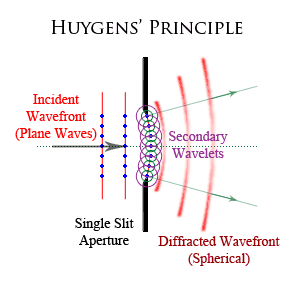 HUYGENS' PRINCIPLE
Incident
Wavefront
(Plane Waves)
Secondary
Wavelets
Single Slit
Aperture
Diffracted Wavefront
(Spherical)